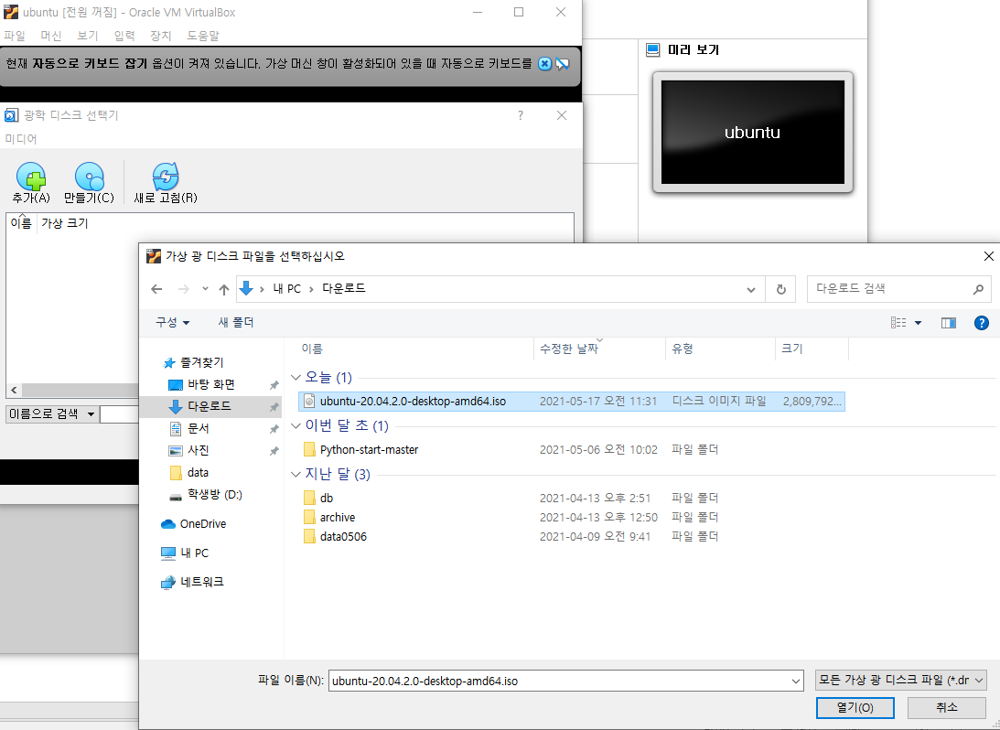 ubuntu [전원 꺼짐] - Oracle VM VirtualBox
파일 머신 보기 입력 장치 도움말
현재 자동으로 키보드 잡기 옵션이 켜져 있습니다. 가상 머신 창이 활성화되어 있을 때 자동으로 키보드를
미리 보기
ubuntu
광학 디스크 선택기 ?
미디어
추가(A) 만들기(C) 새로 고침(R)
이름 가상 크기
이름으로 검색
가상 광 디스크 파일을 선택하십시오
내 PC › 다운로드
다운로드 검색
구성 새 폴더
이름 수정한 날짜 유형 크기
즐겨찾기
바탕 화면
다운로드
문서
사진
data
학생방 (D:)
OneDrive
내 PC
네트워크
오늘 (1)
ubuntu-20.04.2.0-desktop-amd64.iso 2021-05-17 오전 11:31 디스크 이미지 파일 2,809,792...
이번 달 초 (1)
Python-start-master 2021-05-06 오전 10:02 파일 폴더
지난 달 (3)
db 2021-04-13 오후 2:51 파일 폴더
archive 2021-04-13 오후 12:50 파일 폴더
data0506 2021-04-09 오전 9:41 파일 폴더
파일 이름(N): ubuntu-20.04.2.0-desktop-amd64.iso
모든 가상 광 디스크 파일 (*.dr
열기(O) 취소